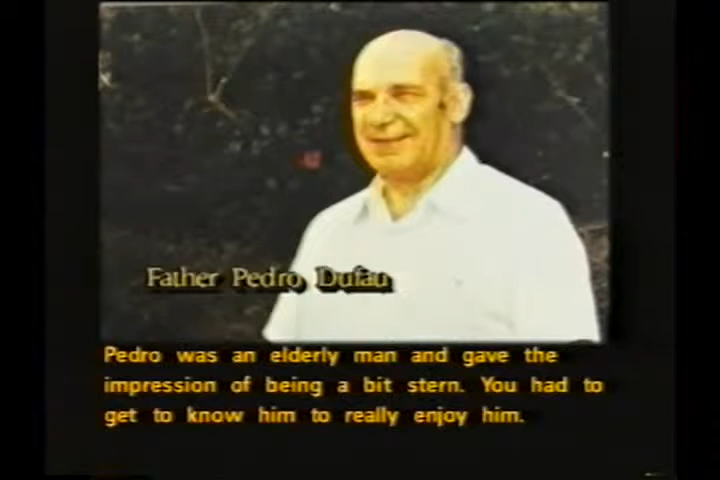 Father Pedro Dufau
Pedro was an elderly man and gave the
impression of being a bit stern. You had to
get to know him to really enjoy him.